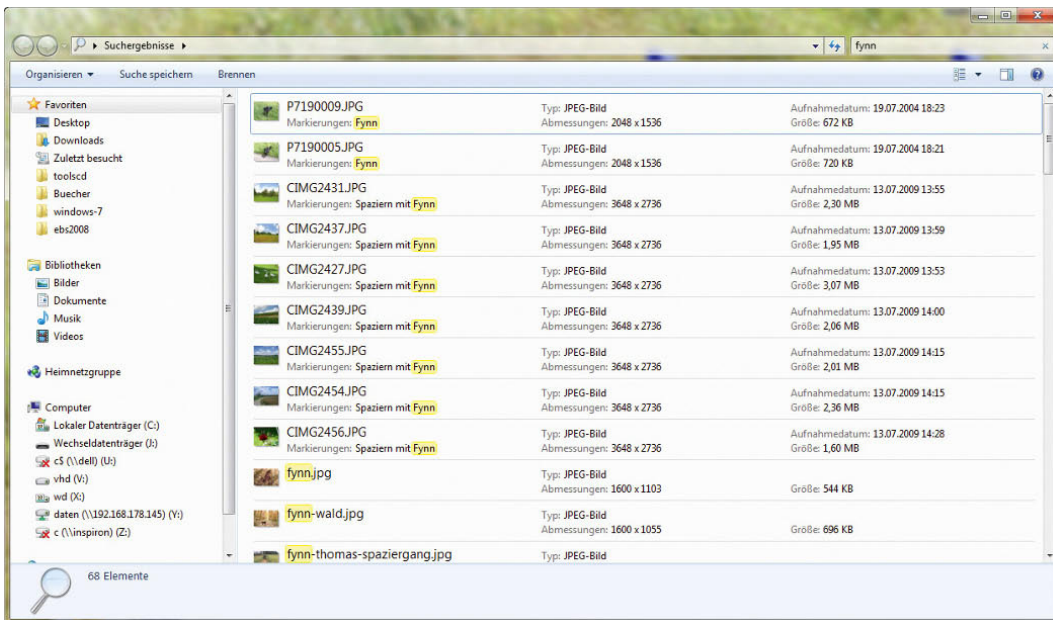 Suchergebnisse
fynn
Organisieren
Suche speichern
Brennen
Favoriten
Desktop
Downloads
Zuletzt besucht
toolscd
Buecher
windows-7
ebs2008
Bibliotheken
Bilder
Dokumente
Musik
Videos
Heimnetzgruppe
Computer
Lokaler Datenträger (C:)
Wechseldatenträger (J:)
c$ (\\dell) (U:)
vhd (V:)
wd (X:)
daten (\\192.168.178.145) (Y:)
c (\\inspiron) (Z:)
P7190009.JPG Typ: JPEG-Bild Aufnahmedatum: 19.07.2004 18:23
Markierungen: Fynn Abmessungen: 2048 x 1536 Größe: 672 KB
P7190005.JPG Typ: JPEG-Bild Aufnahmedatum: 19.07.2004 18:21
Markierungen: Fynn Abmessungen: 2048 x 1536 Größe: 720 KB
CIMG2431.JPG Typ: JPEG-Bild Aufnahmedatum: 13.07.2009 13:55
Markierungen: Spaziern mit Fynn Abmessungen: 3648 x 2736 Größe: 2,30 MB
CIMG2437.JPG Typ: JPEG-Bild Aufnahmedatum: 13.07.2009 13:59
Markierungen: Spaziern mit Fynn Abmessungen: 3648 x 2736 Größe: 1,95 MB
CIMG2427.JPG Typ: JPEG-Bild Aufnahmedatum: 13.07.2009 13:53
Markierungen: Spaziern mit Fynn Abmessungen: 3648 x 2736 Größe: 3,07 MB
CIMG2439.JPG Typ: JPEG-Bild Aufnahmedatum: 13.07.2009 14:00
Markierungen: Spaziern mit Fynn Abmessungen: 3648 x 2736 Größe: 2,06 MB
CIMG2455.JPG Typ: JPEG-Bild Aufnahmedatum: 13.07.2009 14:15
Markierungen: Spaziern mit Fynn Abmessungen: 3648 x 2736 Größe: 2,01 MB
CIMG2454.JPG Typ: JPEG-Bild Aufnahmedatum: 13.07.2009 14:15
Markierungen: Spaziern mit Fynn Abmessungen: 3648 x 2736 Größe: 2,36 MB
CIMG2456.JPG Typ: JPEG-Bild Aufnahmedatum: 13.07.2009 14:28
Markierungen: Spaziern mit Fynn Abmessungen: 3648 x 2736 Größe: 1,60 MB
fynn.jpg Typ: JPEG-Bild
Abmessungen: 1600 x 1103 Größe: 544 KB
fynn-wald.jpg Typ: JPEG-Bild
Abmessungen: 1600 x 1055 Größe: 696 KB
fynn-thomas-spaziergang.jpg Typ: JPEG-Bild
68 Elemente